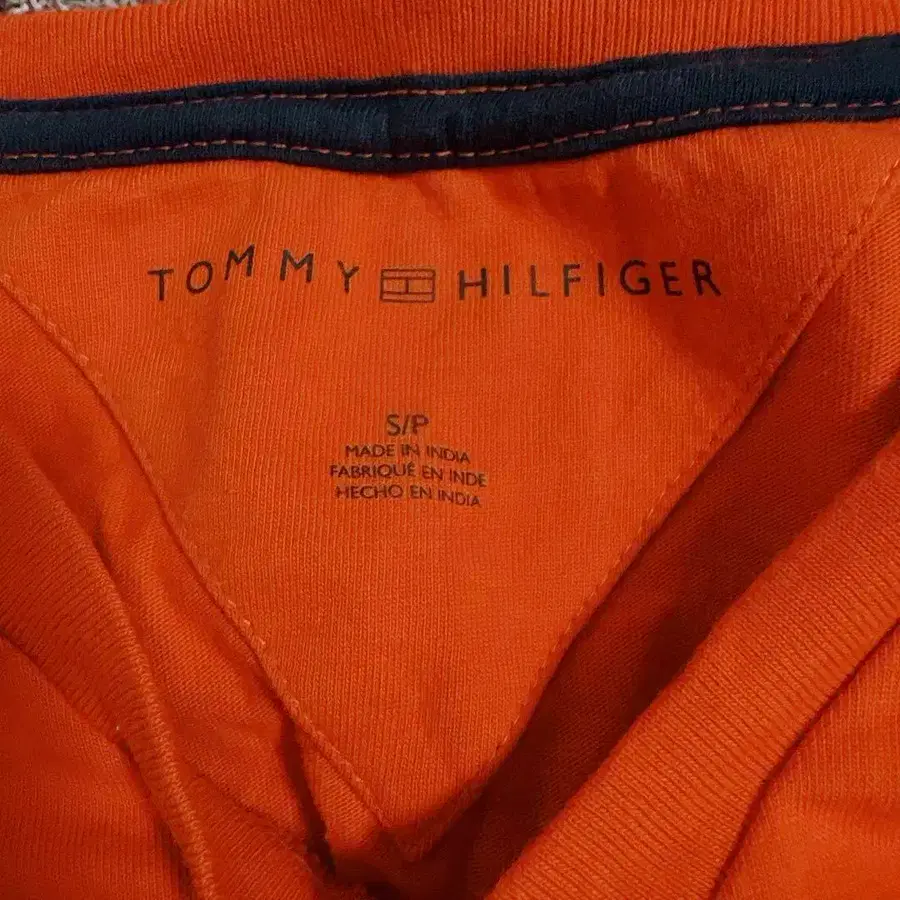 TOMMY HILFIGER
S/P
MADE IN INDIA
FABRIQUÉ EN INDE
HECHO EN INDIA